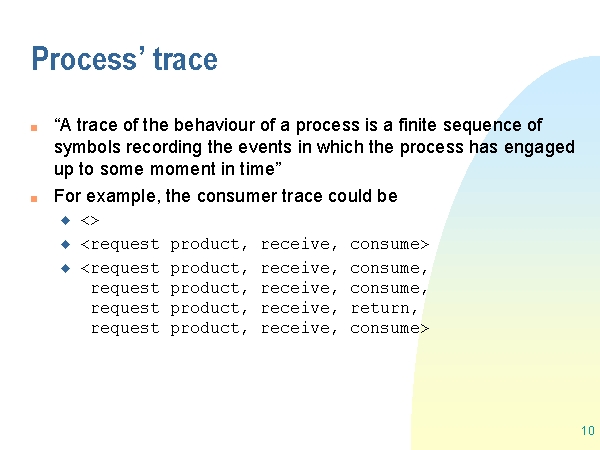 Process’ trace
“A trace of the behaviour of a process is a finite sequence of
symbols recording the events in which the process has engaged
up to some moment in time”
For example, the consumer trace could be
<>
<request product, receive, consume>
<request product, receive, consume,
request product, receive, consume,
request product, receive, return,
request product, receive, consume>
10